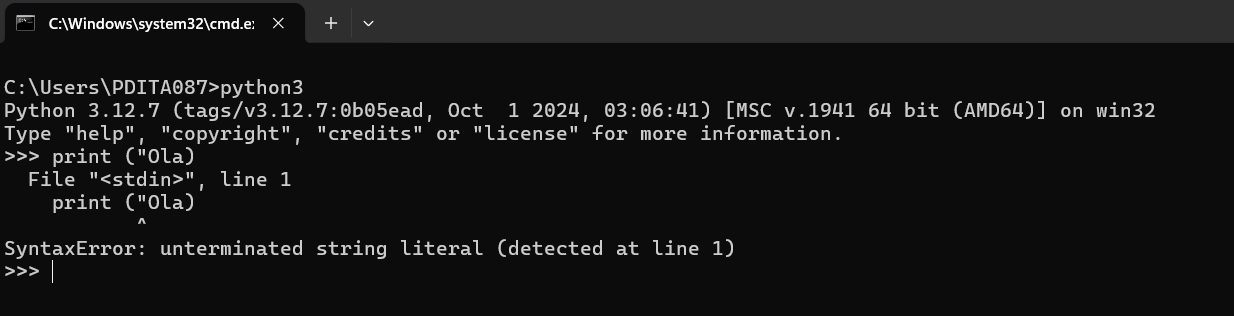 C:\Windows\system32\cmd.e
C:\Users\PDITA087>python3
Python 3.12.7 (tags/v3.12.7:0b05ead, Oct  1 2024, 03:06:41) [MSC v.1941 64 bit (AMD64)] on win32
Type "help", "copyright", "credits" or "license" for more information.
>>> print ("Ola)
  File "<stdin>", line 1
    print ("Ola)
           ^
SyntaxError: unterminated string literal (detected at line 1)
>>>